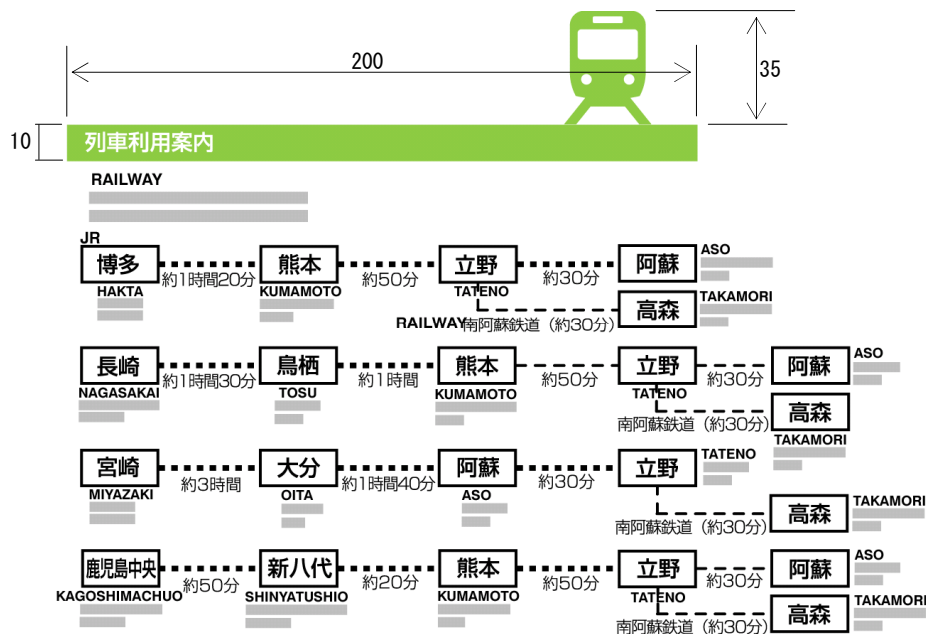 200
35
10
列車利用案内
RAILWAY
JR
博多 約1時間20分 熊本 約50分 立野 約30分 阿蘇 ASO
HAKTA KUMAMOTO TATENO
高森 TAKAMORI
RAILWAY 南阿蘇鉄道（約30分）
長崎 約1時間30分 鳥栖 約1時間 熊本 約50分 立野 約30分 阿蘇 ASO
NAGASAKAI TOSU KUMAMOTO TATENO
南阿蘇鉄道（約30分） 高森
TAKAMORI
宮崎 約3時間 大分 約1時間40分 阿蘇 約30分 立野 TATENO
MIYAZAKI OITA ASO
南阿蘇鉄道（約30分） 高森 TAKAMORI
鹿児島中央 約50分 新八代 約20分 熊本 約50分 立野 約30分 阿蘇 ASO
KAGOSHIMACHUO SHINYATUSHIO KUMAMOTO TATENO
南阿蘇鉄道（約30分） 高森 TAKAMORI